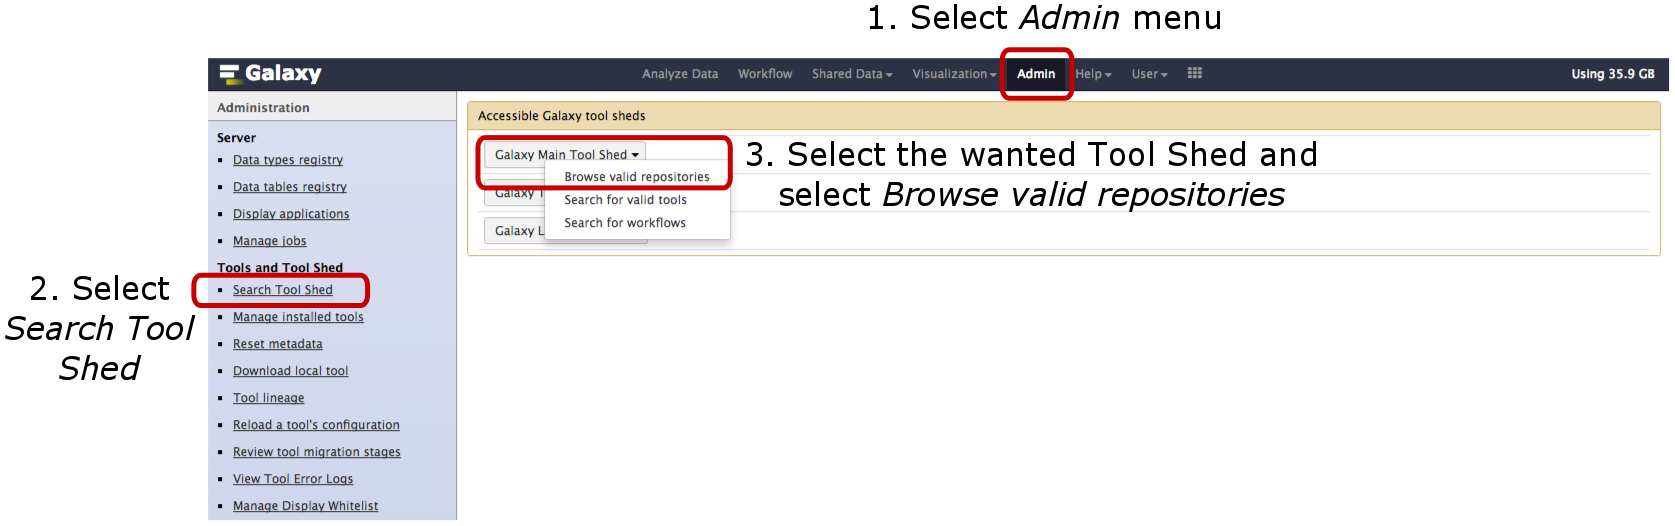 1. Select Admin menu
Galaxy
Analyze Data Workflow Shared Data Visualization Admin Help User
Using 35.9 GB
Administration
Server
Data types registry
Data tables registry
Display applications
Manage jobs
Tools and Tool Shed
Search Tool Shed
Manage installed tools
Reset metadata
Download local tool
Tool lineage
Reload a tool's configuration
Review tool migration stages
View Tool Error Logs
Manage Display Whitelist
2. Select
Search Tool
Shed
Accessible Galaxy tool sheds
Galaxy Main Tool Shed
Browse valid repositories
Galaxy T
Search for valid tools
Search for workflows
Galaxy L
3. Select the wanted Tool Shed and
select Browse valid repositories